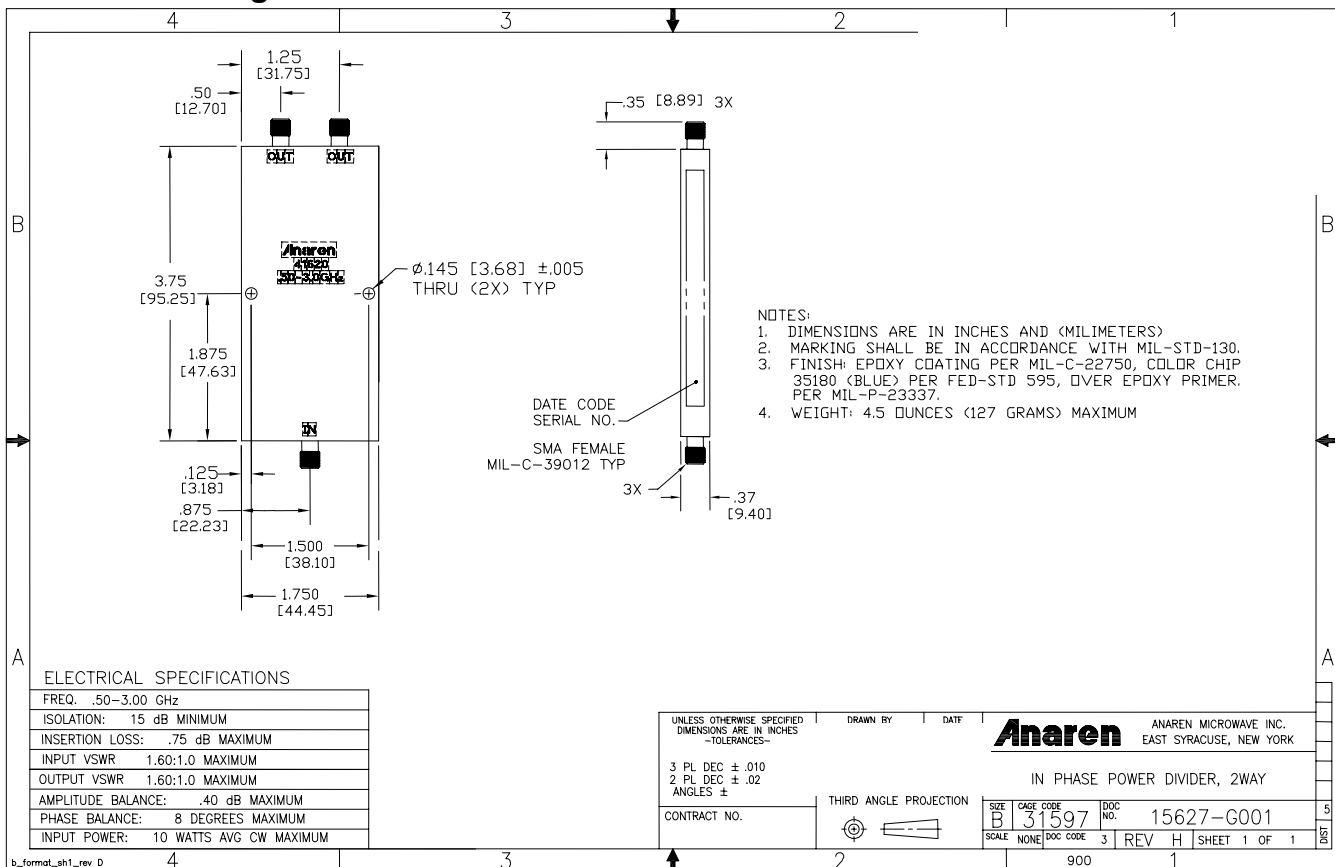 4 3 2 1
1.25
[31.75]
.50
[12.70]
.35 [8.89] 3X
OUT OUT
B B
Anaren
41620
.50-3.0GHz
Ø.145 [3.68] ±.005
THRU (2X) TYP
3.75
[95.25]
1.875
[47.63]
NOTES:
1. DIMENSIONS ARE IN INCHES AND (MILIMETERS)
2. MARKING SHALL BE IN ACCORDANCE WITH MIL-STD-130.
3. FINISH: EPOXY COATING PER MIL-C-22750, COLOR CHIP
35180 (BLUE) PER FED-STD 595, OVER EPOXY PRIMER.
PER MIL-P-23337.
4. WEIGHT: 4.5 OUNCES (127 GRAMS) MAXIMUM
DATE CODE
SERIAL NO.
IN
SMA FEMALE
MIL-C-39012 TYP
3X
.125
[3.18]
.37
[9.40]
.875
[22.23]
1.500
[38.10]
1.750
[44.45]
A A
ELECTRICAL SPECIFICATIONS
FREQ. .50-3.00 GHz
ISOLATION: 15 dB MINIMUM
INSERTION LOSS: .75 dB MAXIMUM
INPUT VSWR 1.60:1.0 MAXIMUM
OUTPUT VSWR 1.60:1.0 MAXIMUM
AMPLITUDE BALANCE: .40 dB MAXIMUM
PHASE BALANCE: 8 DEGREES MAXIMUM
INPUT POWER: 10 WATTS AVG CW MAXIMUM
UNLESS OTHERWISE SPECIFIED
DIMENSIONS ARE IN INCHES
-TOLERANCES-
3 PL DEC ± .010
2 PL DEC ± .02
ANGLES ±
CONTRACT NO.
DRAWN BY DATE
THIRD ANGLE PROJECTION
Anaren
ANAREN MICROWAVE INC.
EAST SYRACUSE, NEW YORK
IN PHASE POWER DIVIDER, 2WAY
SIZE B CAGE CODE 31597 DOC NO. 15627-G001
SCALE NONE DOC CODE 3 REV H SHEET 1 OF 1
5
DIST
b_format_sh1_rev D
4 3 2 900 1